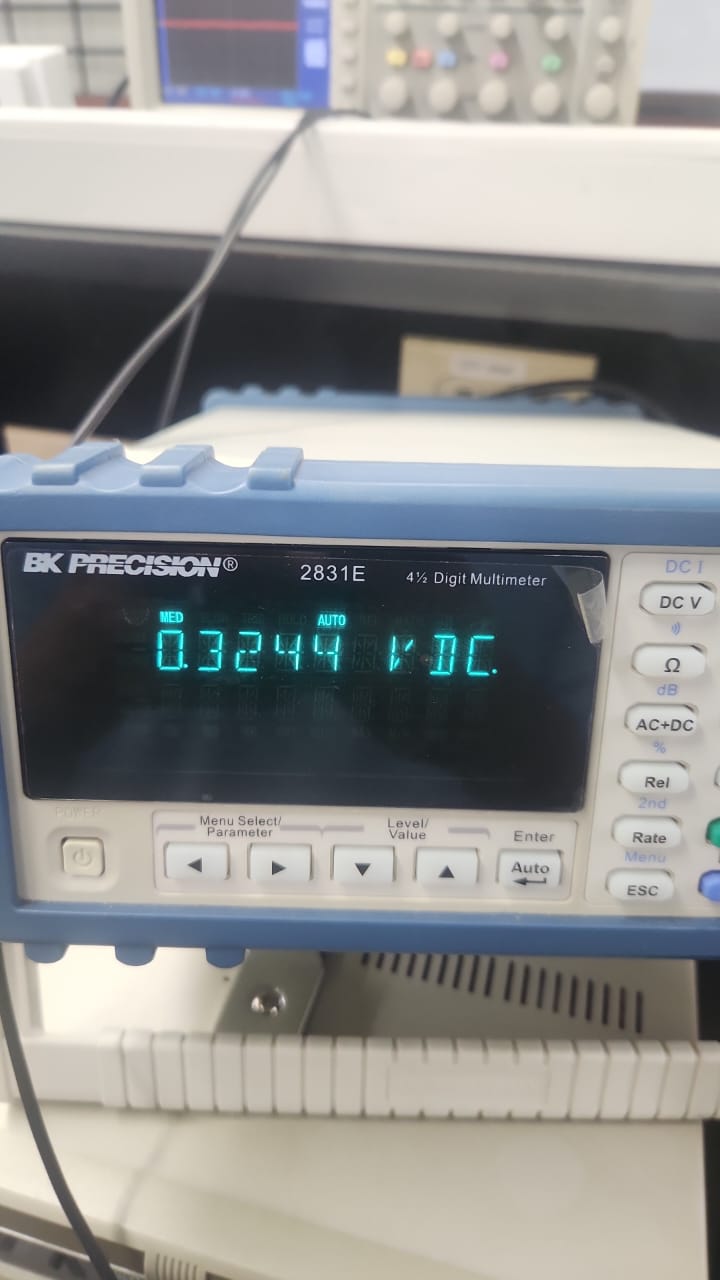 BK PRECISION®
2831E
4½ Digit Multimeter
MED
AUTO
0.3244 VDC.
POWER
Menu Select/
Parameter
Level/
Value
Enter
Auto
DC I
DC V
Ω
dB
AC+DC
%
Rel
2nd
Rate
Menu
ESC